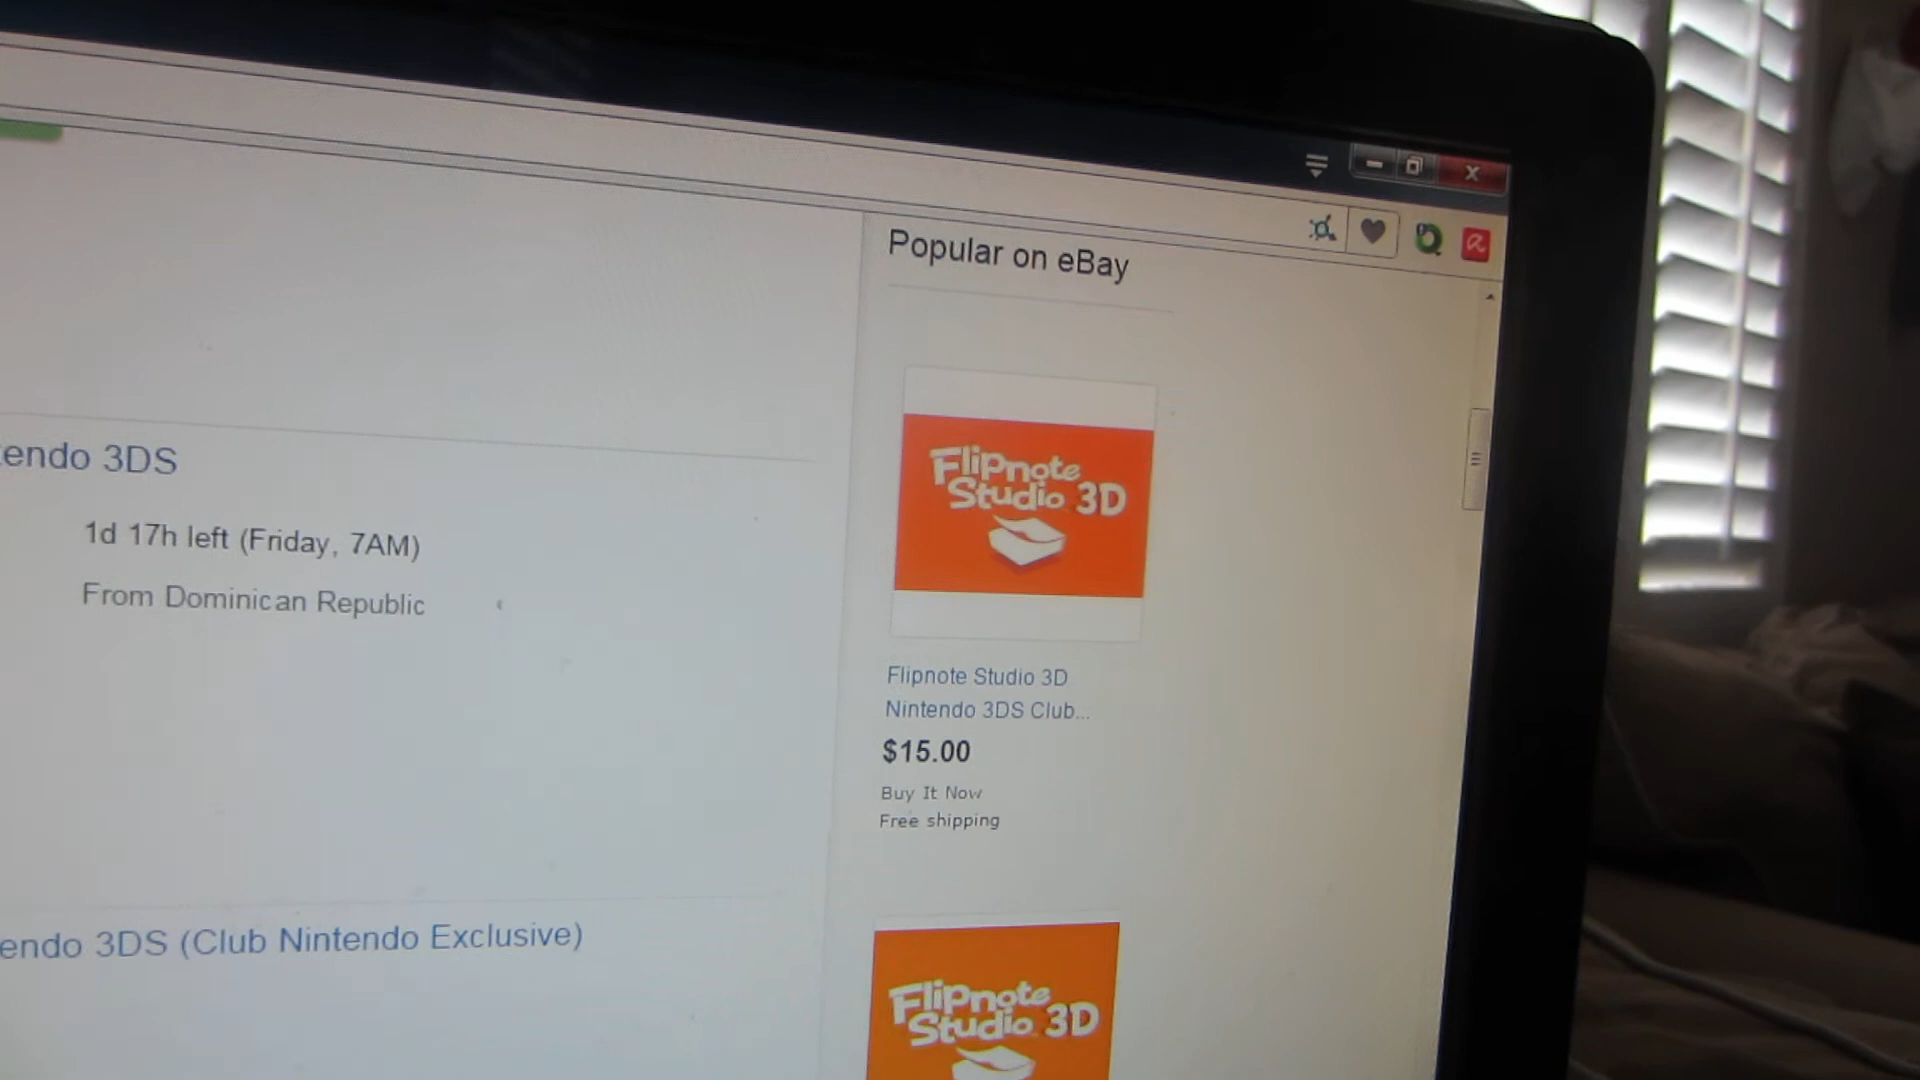 Popular on eBay
Flipnote
Studio 3D
endo 3DS
1d 17h left (Friday, 7AM)
From Dominican Republic
Flipnote Studio 3D
Nintendo 3DS Club...
$15.00
Buy It Now
Free shipping
endo 3DS (Club Nintendo Exclusive)
Flipnote
Studio 3D